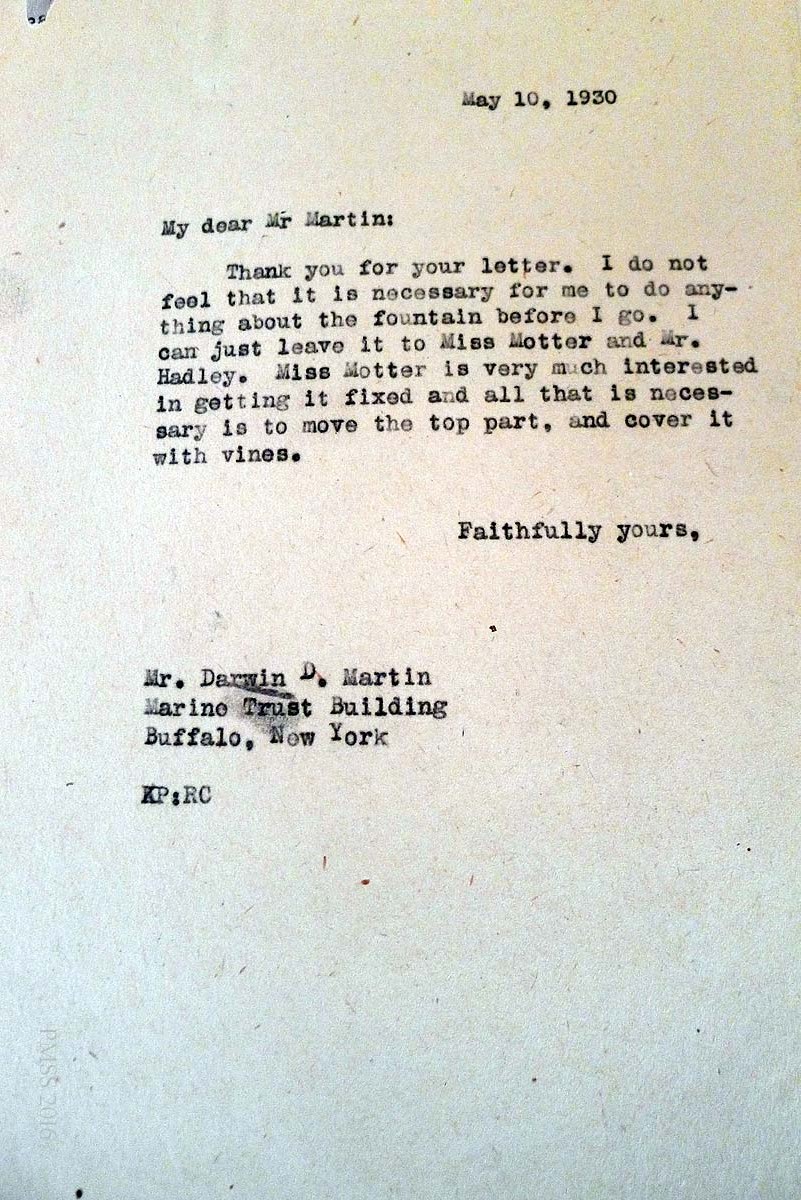 38
May 10, 1930
My dear Mr Martin:
Thank you for your letter. I do not
feel that it is necessary for me to do any-
thing about the fountain before I go. I
can just leave it to Miss Motter and Mr.
Hadley. Miss Motter is very much interested
in getting it fixed and all that is neces-
sary is to move the top part, and cover it
with vines.
Faithfully yours,
Mr. Darwin D. Martin
Marine Trust Building
Buffalo, New York
KP:RC
PMSS 2016